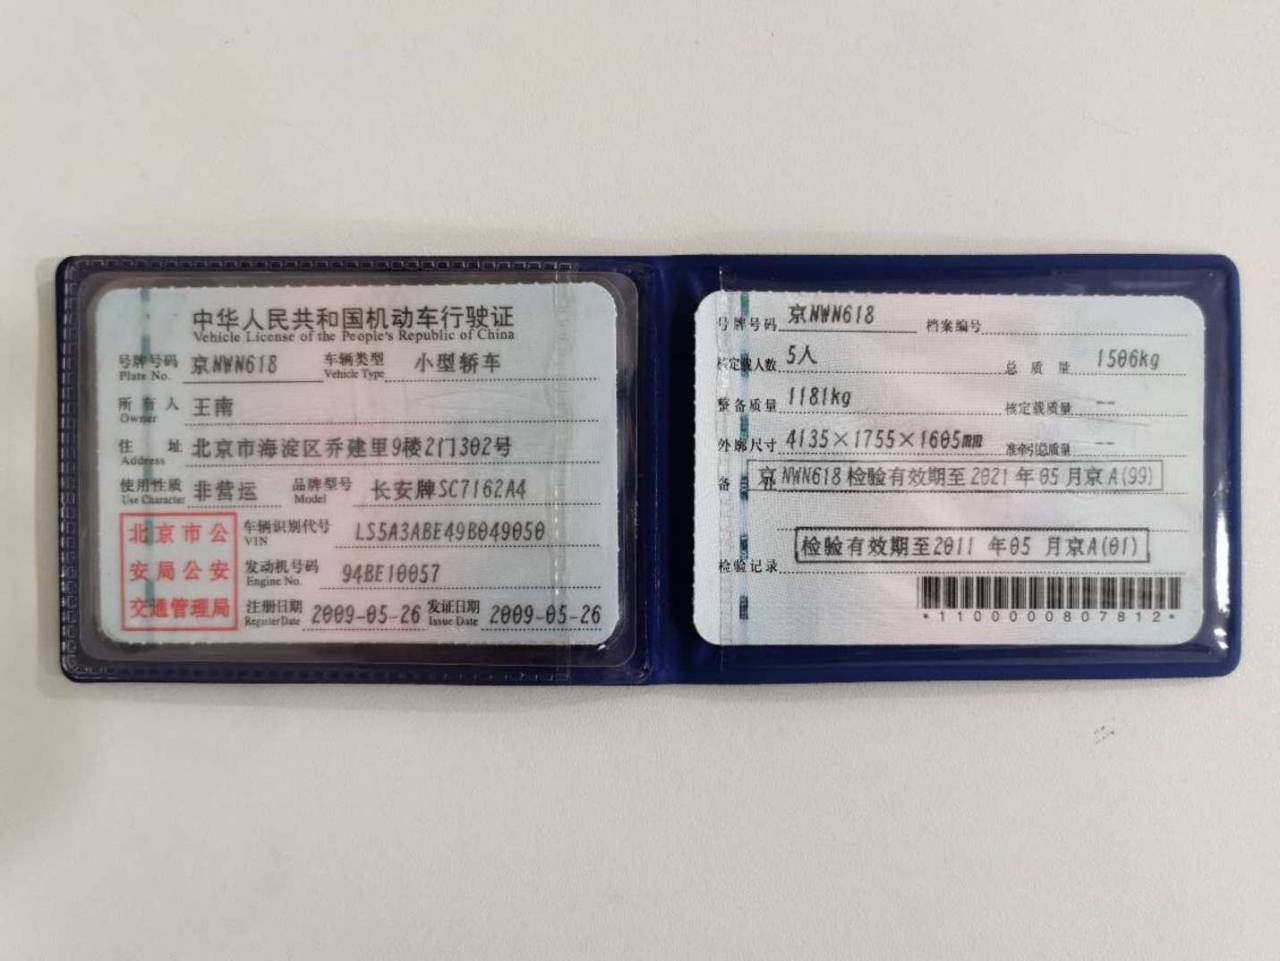 中华人民共和国机动车行驶证
Vehicle License of the People's Republic of China
号牌号码 京NWN618 车辆类型 小型轿车
Plate No. Vehicle Type
所有人 王南
Owner
住址 北京市海淀区乔建里9楼2门302号
Address
使用性质 非营运 品牌型号 长安牌SC7162A4
Use Character Model
北京市公
安局公安
交通管理局
车辆识别代号 LS5A3ABE49B049050
VIN
发动机号码 94BE10057
Engine No.
注册日期 2009-05-26 发证日期 2009-05-26
Register Date Issue Date
号牌号码 京NWN618 档案编号
核定载人数 5人 总质量 1506kg
整备质量 1181kg 核定载质量 --
外廓尺寸 4135×1755×1605mm 准牵引总质量 --
备注 京NWN618检验有效期至2021年05月京A(99)
检验有效期至2011 年05 月京A(01)
检验记录
*1100000807812*